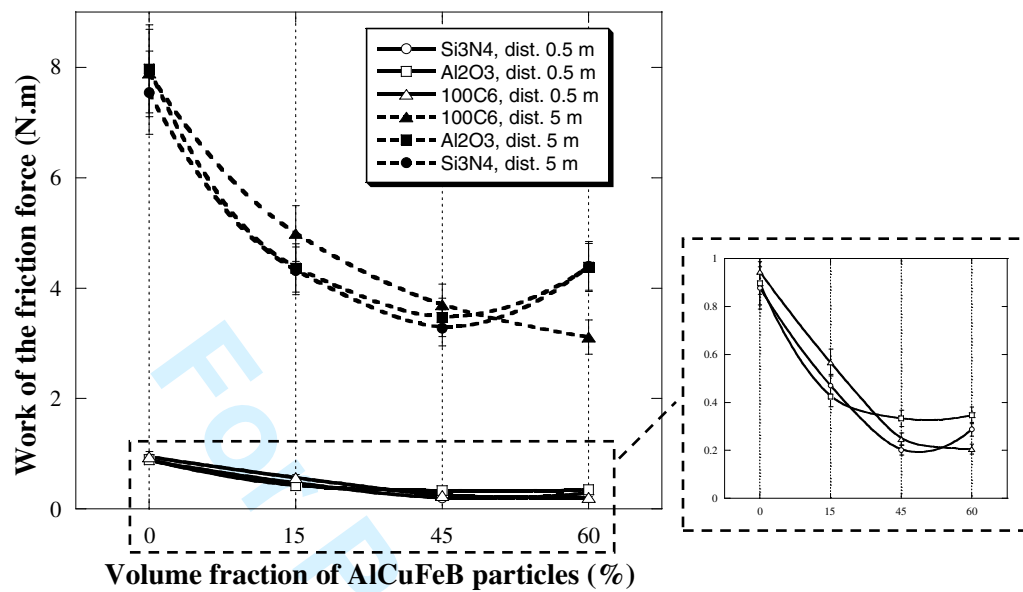 Work of the friction force (N.m)
8
6
4
2
0
Si3N4, dist. 0.5 m
Al2O3, dist. 0.5 m
100C6, dist. 0.5 m
100C6, dist. 5 m
Al2O3, dist. 5 m
Si3N4, dist. 5 m
0 15 45 60
Volume fraction of AlCuFeB particles (%)
1
0.8
0.6
0.4
0.2
0
0 15 45 60
For P